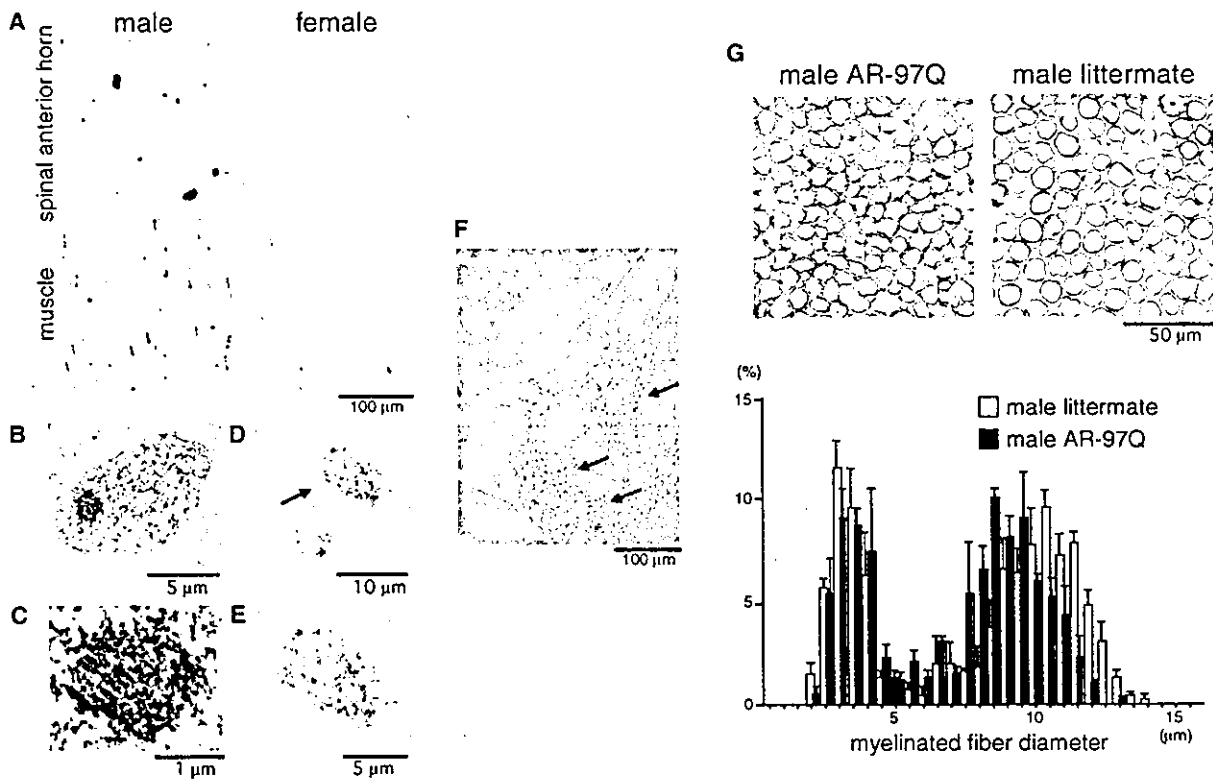 A
male
female
spinal anterior horn
muscle
100 µm
B
5 µm
D
10 µm
C
1 µm
E
5 µm
F
100 µm
G
male AR-97Q
male littermate
50 µm
(%)
15
10
5
0
male littermate
male AR-97Q
5
10
15
(µm)
myelinated fiber diameter